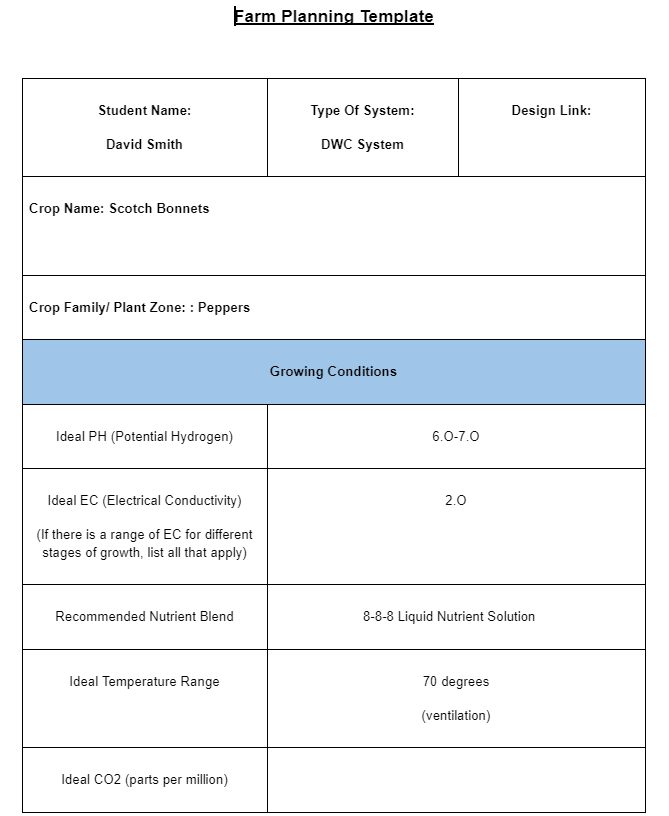 Farm Planning Template
Student Name:
David Smith
Type Of System:
DWC System
Design Link:
Crop Name: Scotch Bonnets
Crop Family/ Plant Zone: : Peppers
Growing Conditions
Ideal PH (Potential Hydrogen)
6.O-7.O
Ideal EC (Electrical Conductivity)
(If there is a range of EC for different
stages of growth, list all that apply)
2.O
Recommended Nutrient Blend
8-8-8 Liquid Nutrient Solution
Ideal Temperature Range
70 degrees
(ventilation)
Ideal CO2 (parts per million)